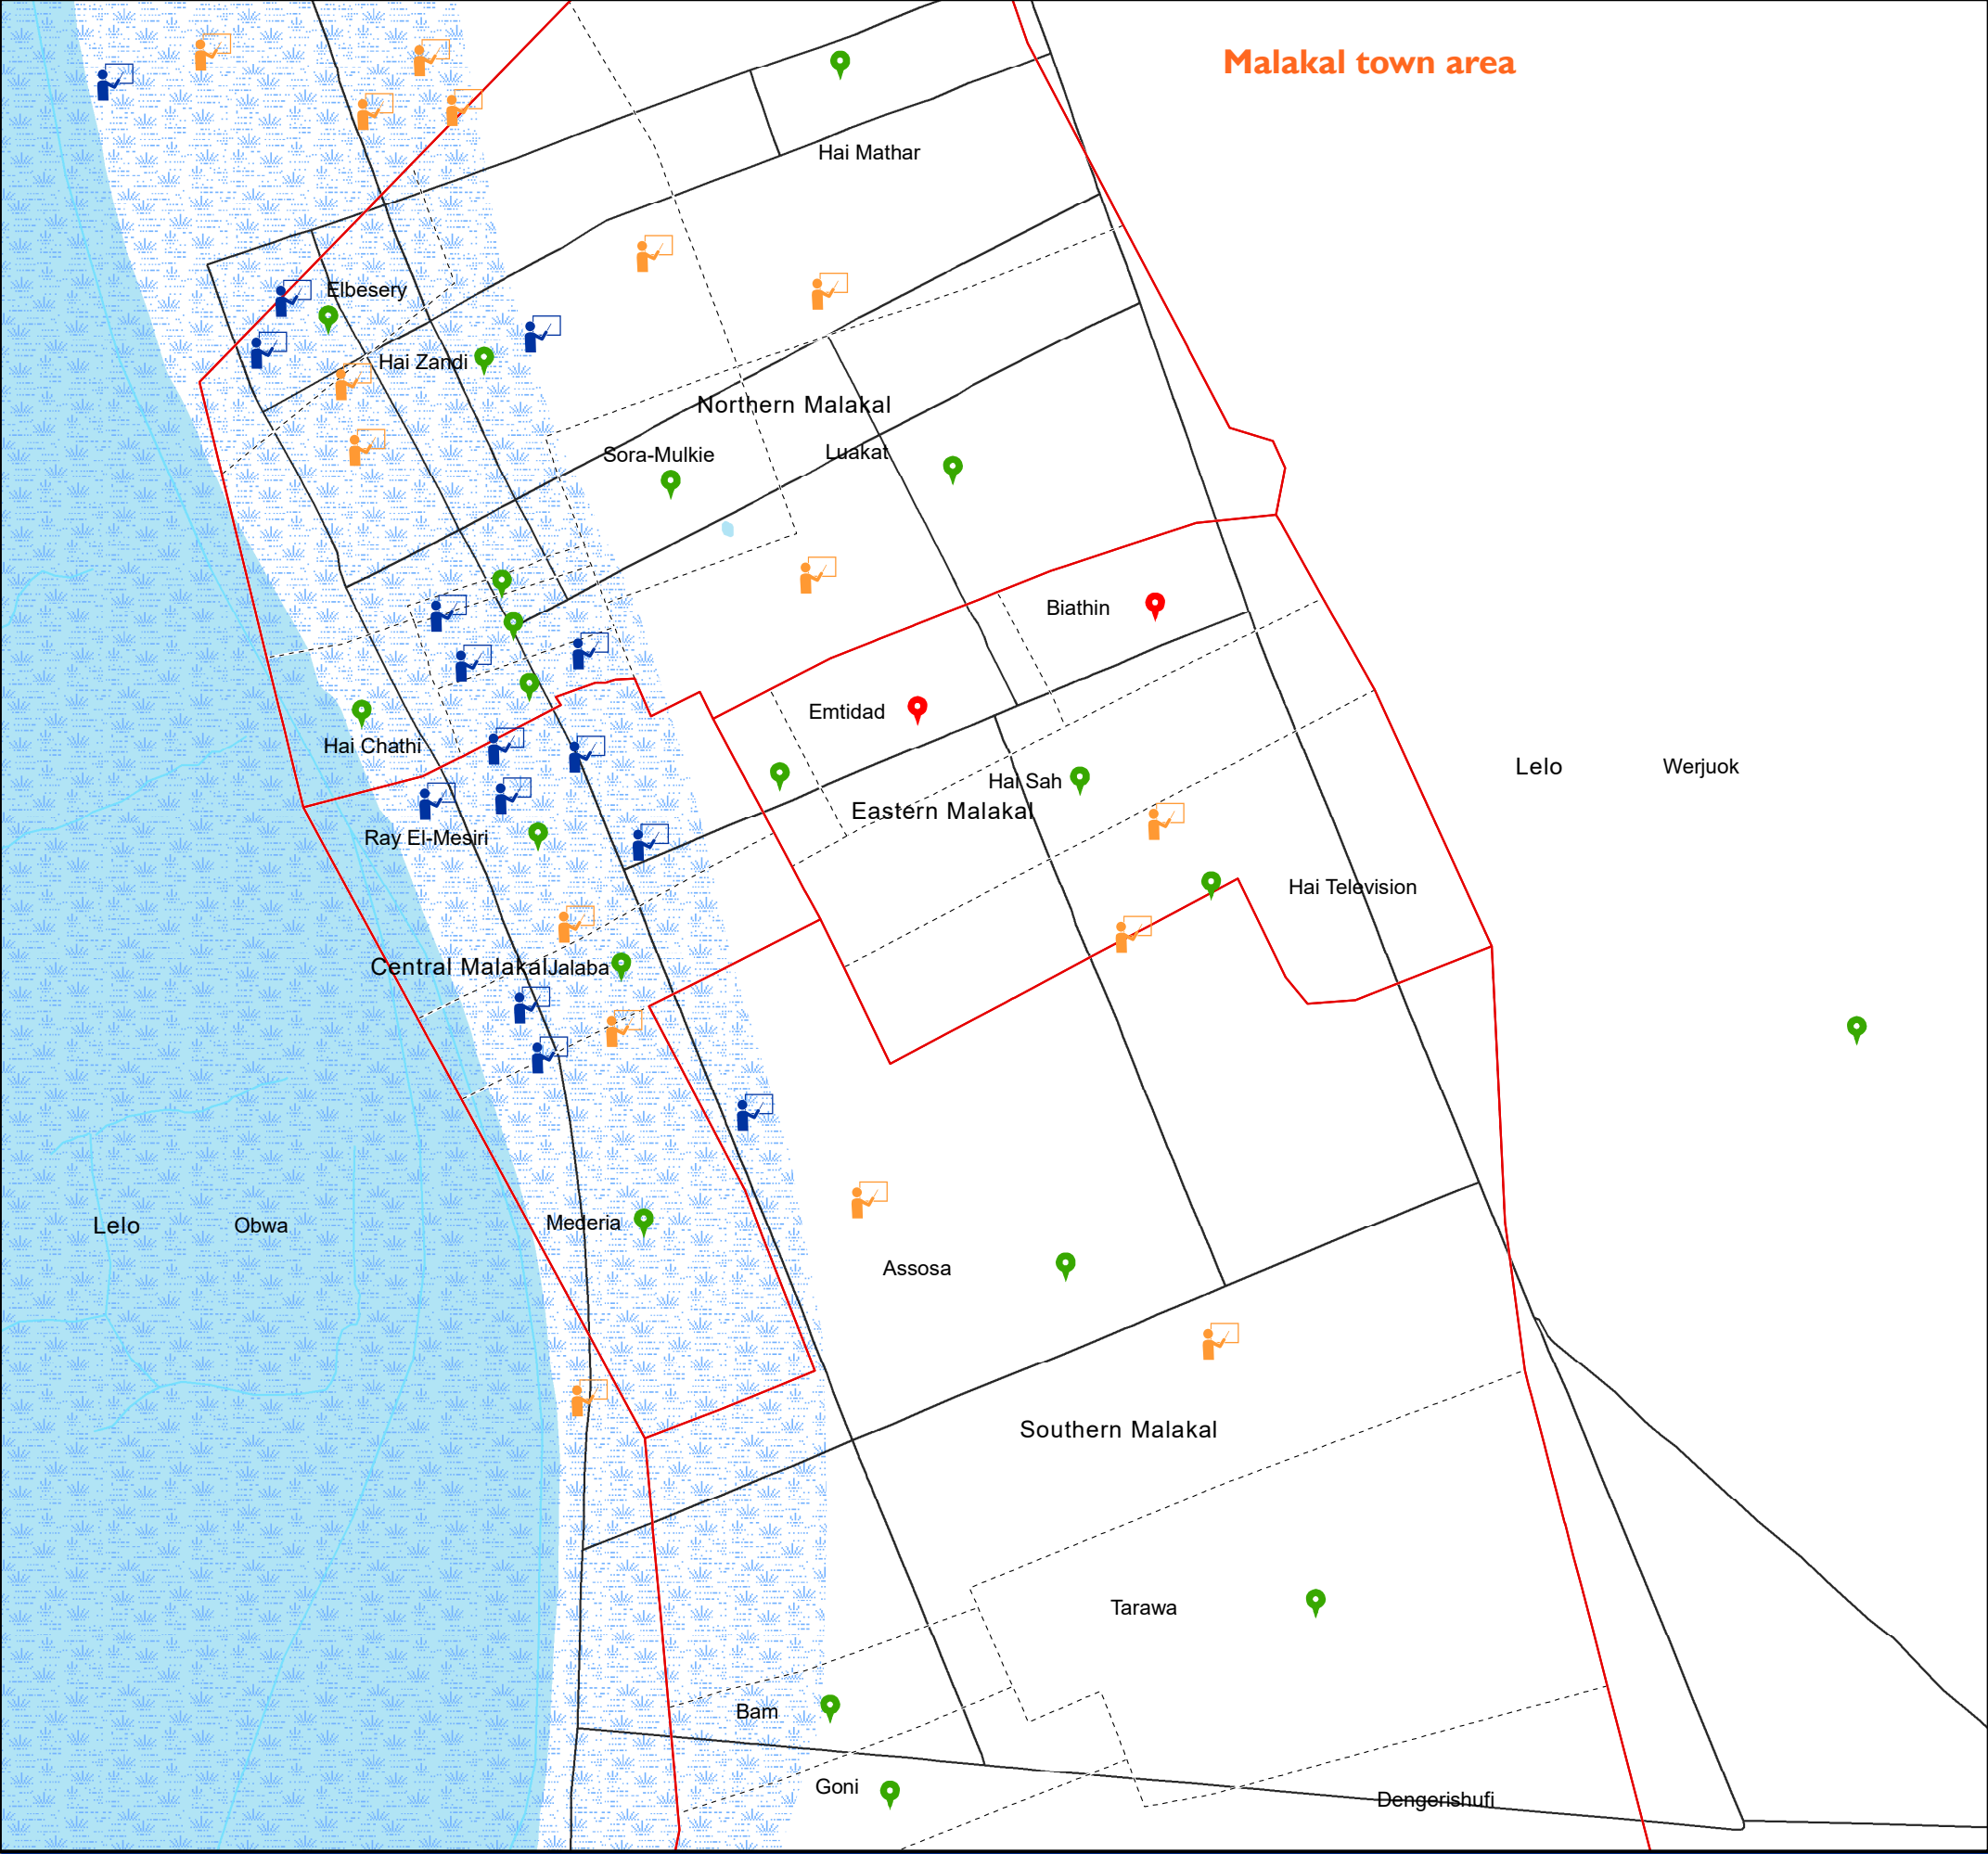 Malakal town area
Hai Mathar
Elbesery
Hai Zandi
Northern Malakal
Sora-Mulkie
Luakat
Biathin
Emtidad
Hai Chathi
Hai Sah
Lelo
Werjuok
Eastern Malakal
Ray El-Mesiri
Hai Television
Central Malakal
Jalaba
Lelo
Obwa
Mederia
Assosa
Southern Malakal
Tarawa
Bam
Goni
Dengerishufi